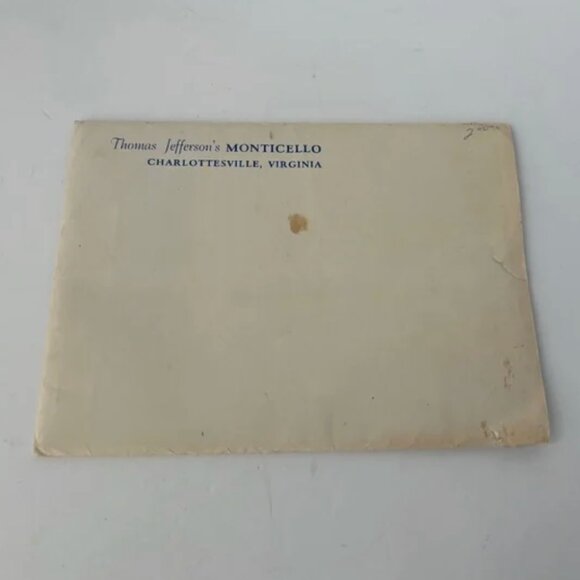 Thomas Jefferson's MONTICELLO
CHARLOTTESVILLE, VIRGINIA